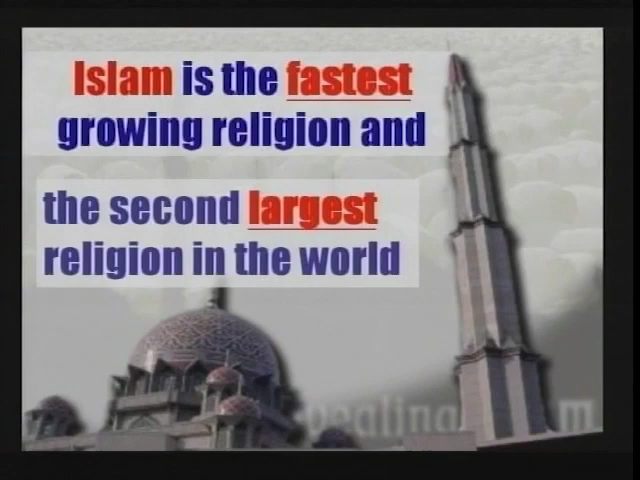 Islam is the fastest
growing religion and
the second largest
religion in the world